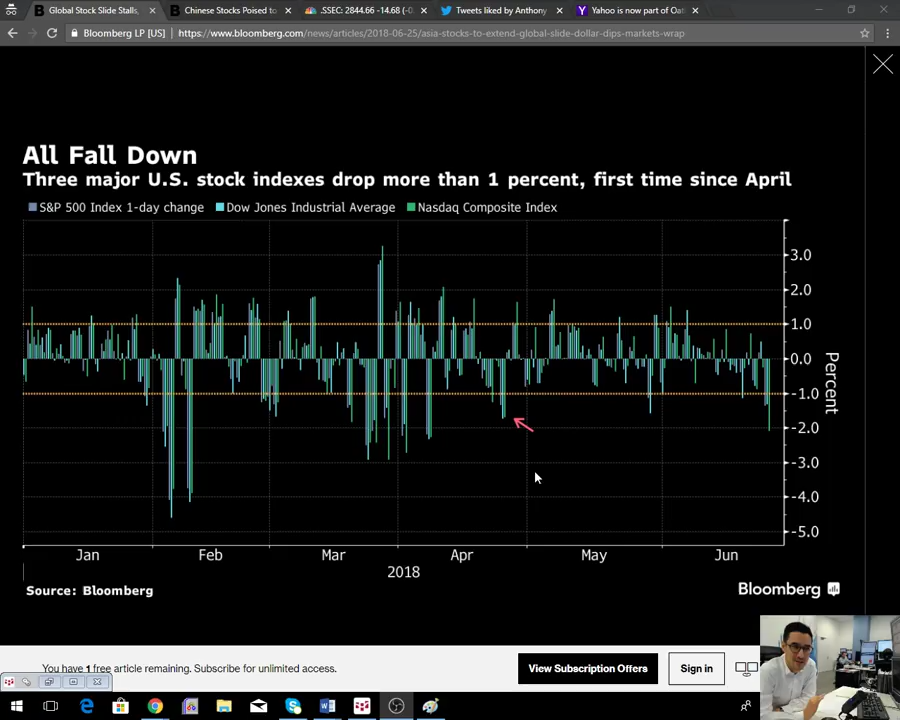 Global Stock Slide Stalls,
Chinese Stocks Poised to
.SSEC: 2844.66 -14.68 (-0.
Tweets liked by Anthony
Yahoo is now part of Oat
Bloomberg LP [US] | https://www.bloomberg.com/news/articles/2018-06-25/asia-stocks-to-extend-global-slide-dollar-dips-markets-wrap
All Fall Down
Three major U.S. stock indexes drop more than 1 percent, first time since April
S&P 500 Index 1-day change Dow Jones Industrial Average Nasdaq Composite Index
3.0
2.0
1.0
0.0
-1.0
-2.0
-3.0
-4.0
-5.0
Percent
Jan Feb Mar Apr May Jun
2018
Source: Bloomberg
Bloomberg
You have 1 free article remaining. Subscribe for unlimited access.
View Subscription Offers
Sign in